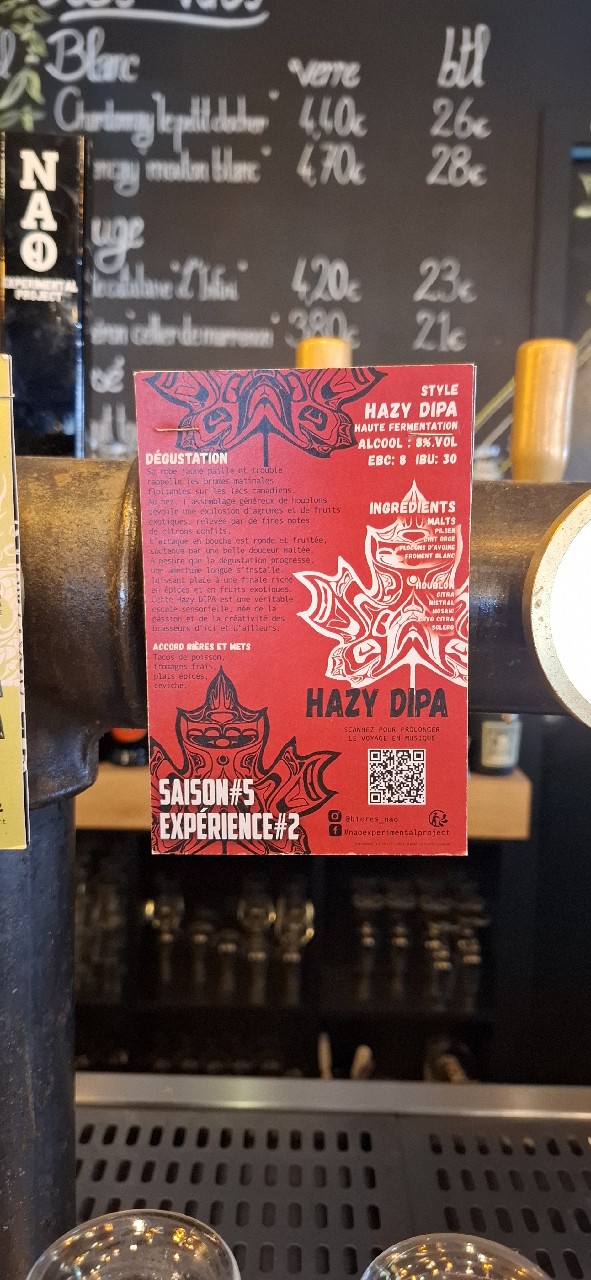 Blanc verre btl
Chardonnay "le petit clocher" 4,40€ 26€
moulin blanc" 4,70€ 28€
uge
4,20€ 23€
380€ 21€
NAO
EXPERIMENTAL
PROJECT
STYLE
HAZY DIPA
HAUTE FERMENTATION
ALCOOL : 8%.VOL
EBC: 8 IBU: 30
DÉGUSTATION
Sa robe jaune paille et trouble
rappelle les brumes matinales
flottantes sur les lacs canadiens.
Au nez, l'assemblage généreux de houblons
dévoile une explosion d'agrumes et de fruits
exotiques, relevée par de fines notes
de citrons confits.
L'attaque en bouche est ronde et fruitée,
soutenue par une belle douceur maltée.
À mesure que la dégustation progresse,
une amertume longue s'installe
laissant place à une finale riche
en épices et en fruits exotiques.
Cette Hazy DIPA est une véritable
escale sensorielle, née de la
passion et de la créativité des
brasseurs d'ici et d'ailleurs.
INGRÉDIENTS
MALTS
PILSEN
FLOCONS D'AVOINE
FROMENT BLANC
HOUBLON
CITRA
MISTRAL
MOSAIC
CRYO CITRA
SOLERO
ACCORD BIÈRES ET METS
Tacos de poisson,
fromages frais,
plats épicés,
ceviche.
HAZY DIPA
SCANNEZ POUR PROLONGER
LE VOYAGE EN MUSIQUE
SAISON#5
EXPÉRIENCE#2
@bieres_nao
#naoexperimentalproject